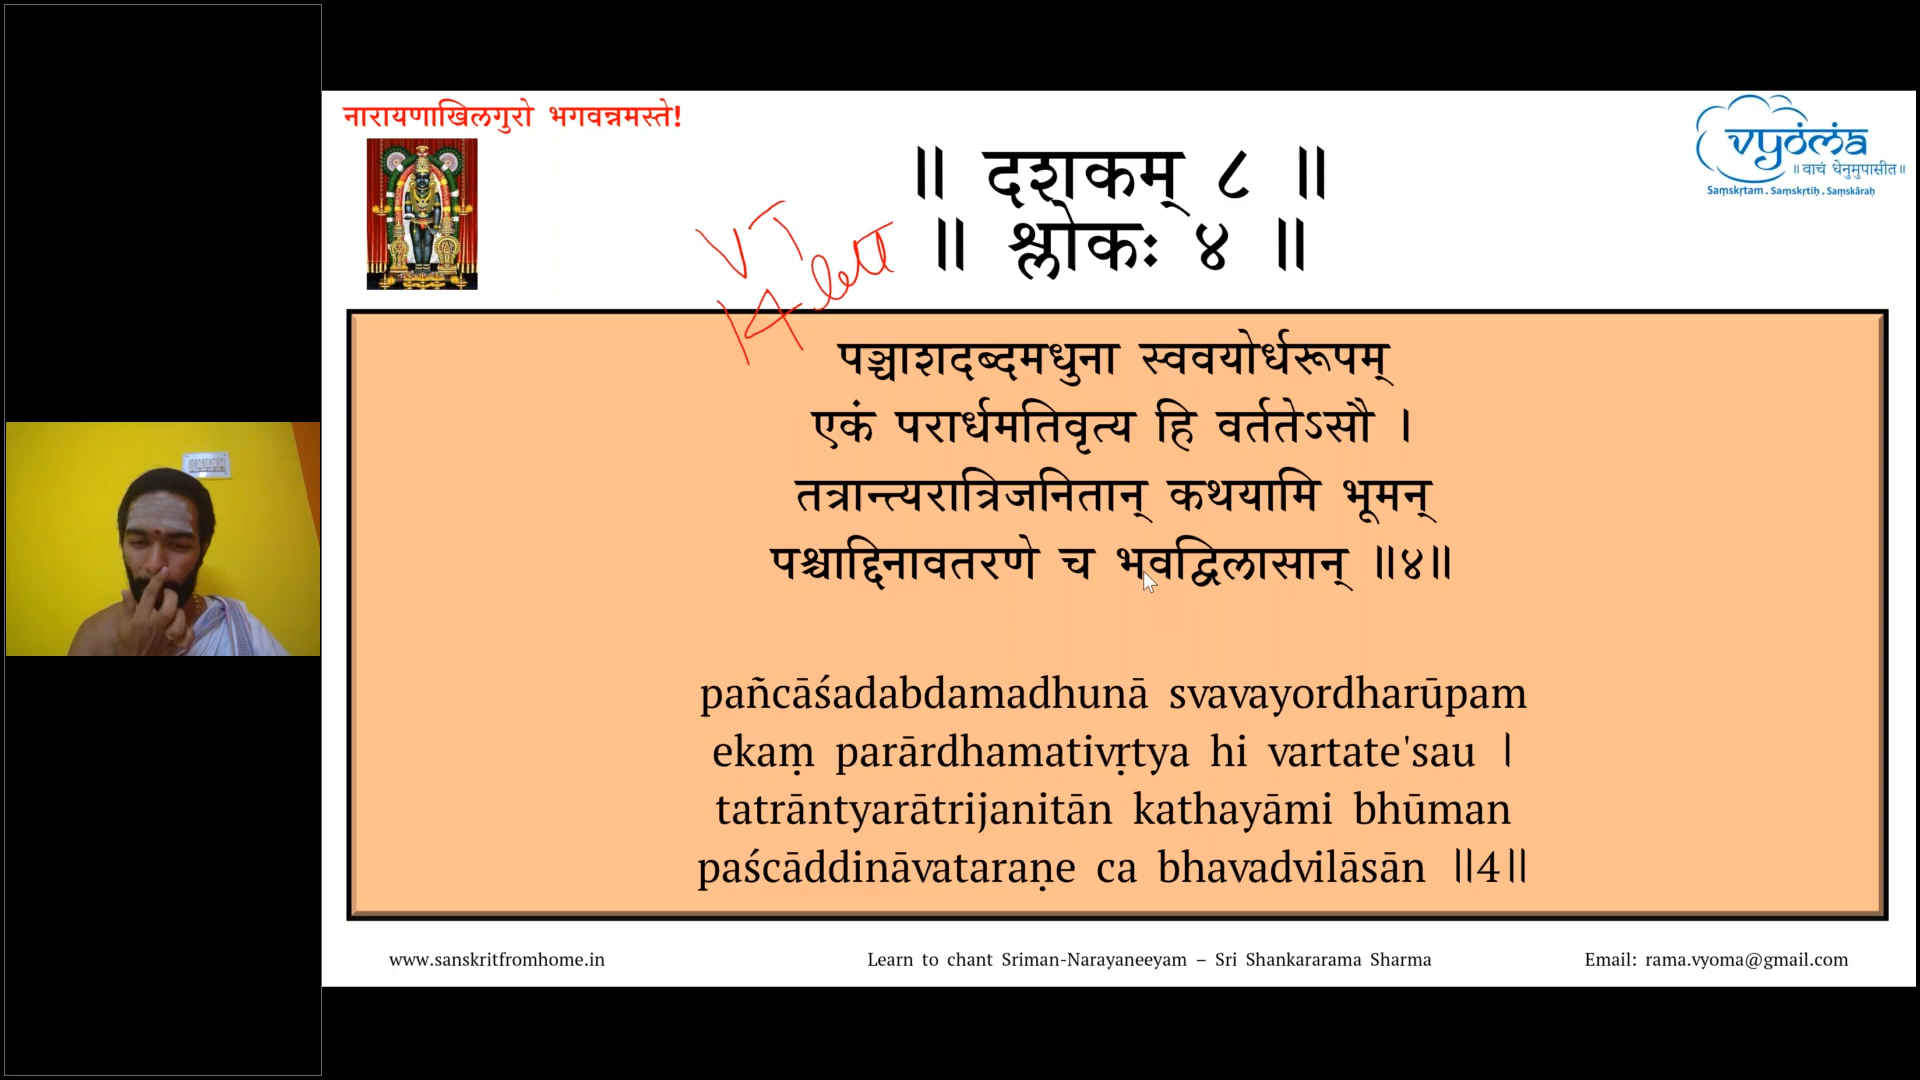 नारायणाखिलगुरो भगवन्नमस्ते!
vyoma
॥ वाचं धेनुमुपासीत॥
Saṃskṛtam . Saṃskṛtiḥ . Saṃskāraḥ
॥ दशकम् ८ ॥
॥ श्लोकः ४ ॥
VT
14 lett
पञ्चाशदब्दमधुना स्ववयोर्धरूपम्
एकं परार्धमतिवृत्य हि वर्ततेऽसौ ।
तत्रान्त्यरात्रिजनितान् कथयामि भूमन्
पश्चाद्दिनावतरणे च भवद्विलासान् ॥४॥
pañcāśadabdamadhunā svavayordharūpam
ekaṃ parārdhamativṛtya hi vartate'sau |
tatrāntyarātrijanitān kathayāmi bhūman
paścāddināvataraṇe ca bhavadvilāsān ||4||
www.sanskritfromhome.in
Learn to chant Sriman-Narayaneeyam – Sri Shankararama Sharma
Email: rama.vyoma@gmail.com